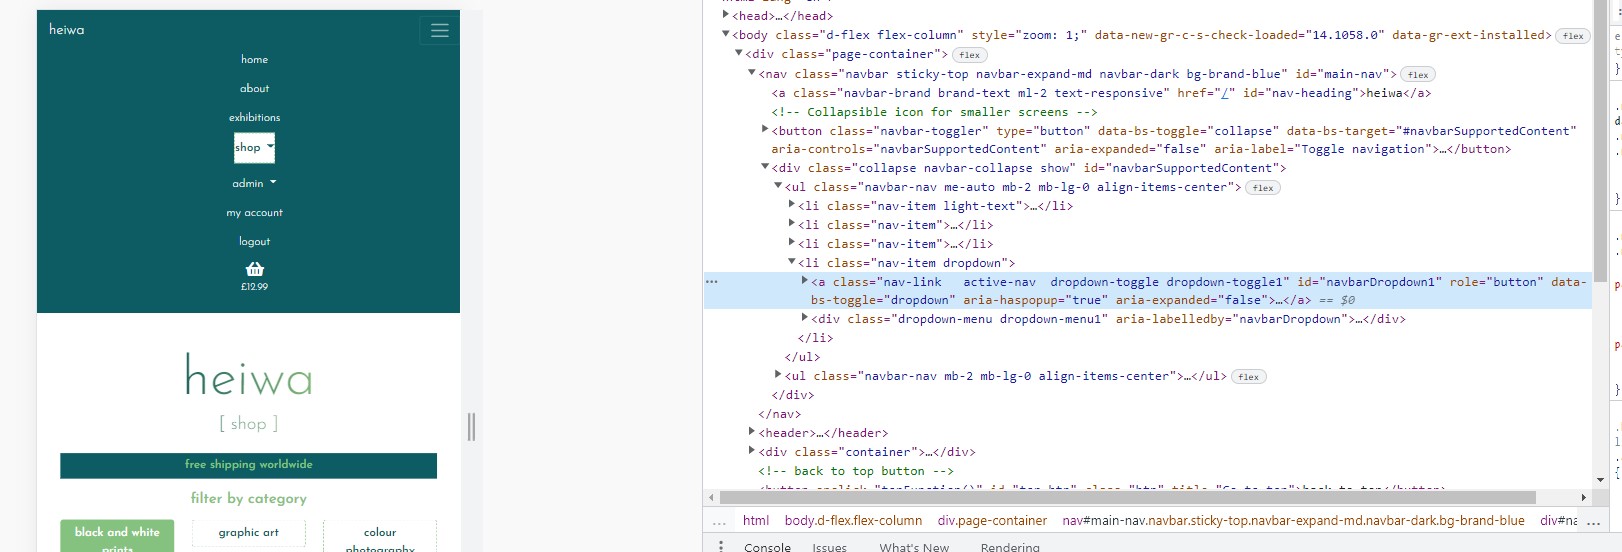 heiwa
home
about
exhibitions
shop
admin
my account
logout
£12.99
heiwa
[ shop ]
free shipping worldwide
filter by category
black and white
prints
graphic art
colour
photography
<head>…</head>
<body class="d-flex flex-column" style="zoom: 1;" data-new-gr-c-s-check-loaded="14.1058.0" data-gr-ext-installed> flex
<div class="page-container"> flex
<nav class="navbar sticky-top navbar-expand-md navbar-dark bg-brand-blue" id="main-nav"> flex
<a class="navbar-brand brand-text ml-2 text-responsive" href="/" id="nav-heading">heiwa</a>
<!-- Collapsible icon for smaller screens -->
<button class="navbar-toggler" type="button" data-bs-toggle="collapse" data-bs-target="#navbarSupportedContent"
aria-controls="navbarSupportedContent" aria-expanded="false" aria-label="Toggle navigation">…</button>
<div class="collapse navbar-collapse show" id="navbarSupportedContent">
<ul class="navbar-nav me-auto mb-2 mb-lg-0 align-items-center"> flex
<li class="nav-item light-text">…</li>
<li class="nav-item">…</li>
<li class="nav-item">…</li>
<li class="nav-item dropdown">
<a class="nav-link   active-nav  dropdown-toggle dropdown-toggle1" id="navbarDropdown1" role="button" data-
bs-toggle="dropdown" aria-haspopup="true" aria-expanded="false">…</a> == $0
<div class="dropdown-menu dropdown-menu1" aria-labelledby="navbarDropdown">…</div>
</li>
</ul>
<ul class="navbar-nav mb-2 mb-lg-0 align-items-center">…</ul> flex
</div>
</nav>
<header>…</header>
<div class="container">…</div>
<!-- back to top button -->
... html body.d-flex.flex-column div.page-container nav#main-nav.navbar.sticky-top.navbar-expand-md.navbar-dark.bg-brand-blue div#na ...
Console Issues What's New Rendering